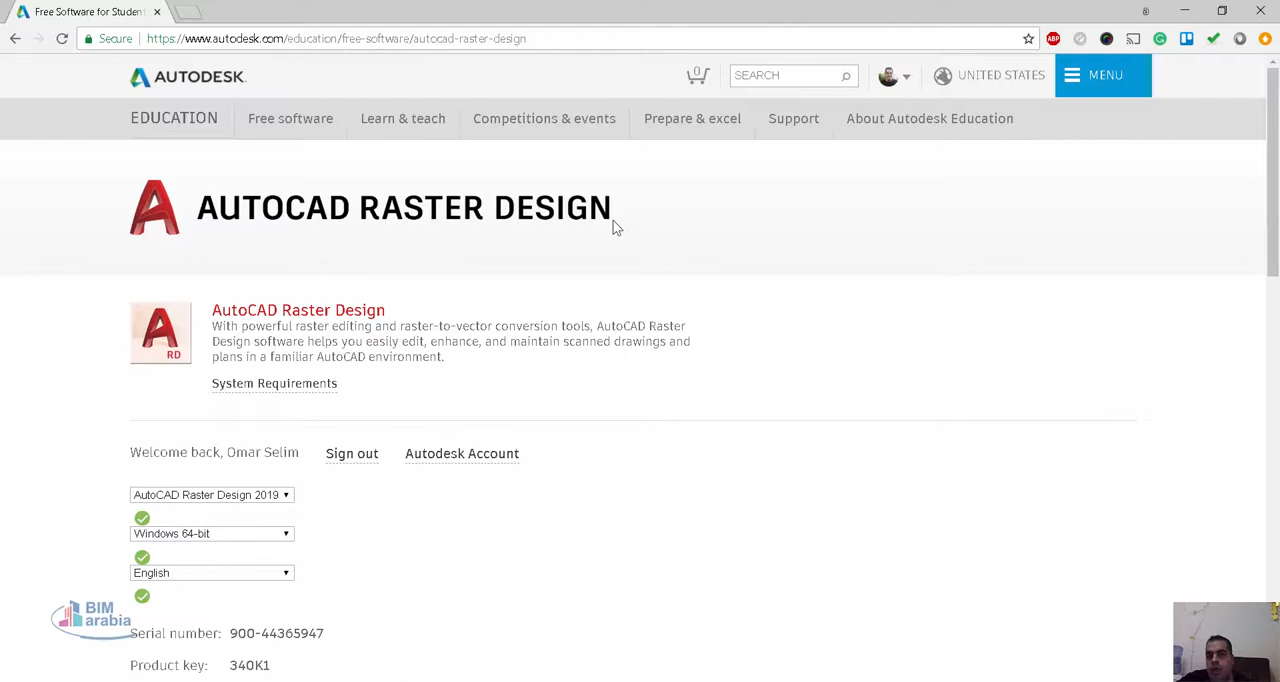 Free Software for Studen
Secure https://www.autodesk.com/education/free-software/autocad-raster-design
ABP
AUTODESK
0
SEARCH
UNITED STATES
MENU
EDUCATION
Free software
Learn & teach
Competitions & events
Prepare & excel
Support
About Autodesk Education
AUTOCAD RASTER DESIGN
RD
AutoCAD Raster Design
With powerful raster editing and raster-to-vector conversion tools, AutoCAD Raster
Design software helps you easily edit, enhance, and maintain scanned drawings and
plans in a familiar AutoCAD environment.
System Requirements
Welcome back, Omar Selim
Sign out
Autodesk Account
AutoCAD Raster Design 2019
Windows 64-bit
English
BIM
arabia
Serial number: 900-44365947
Product key: 340K1